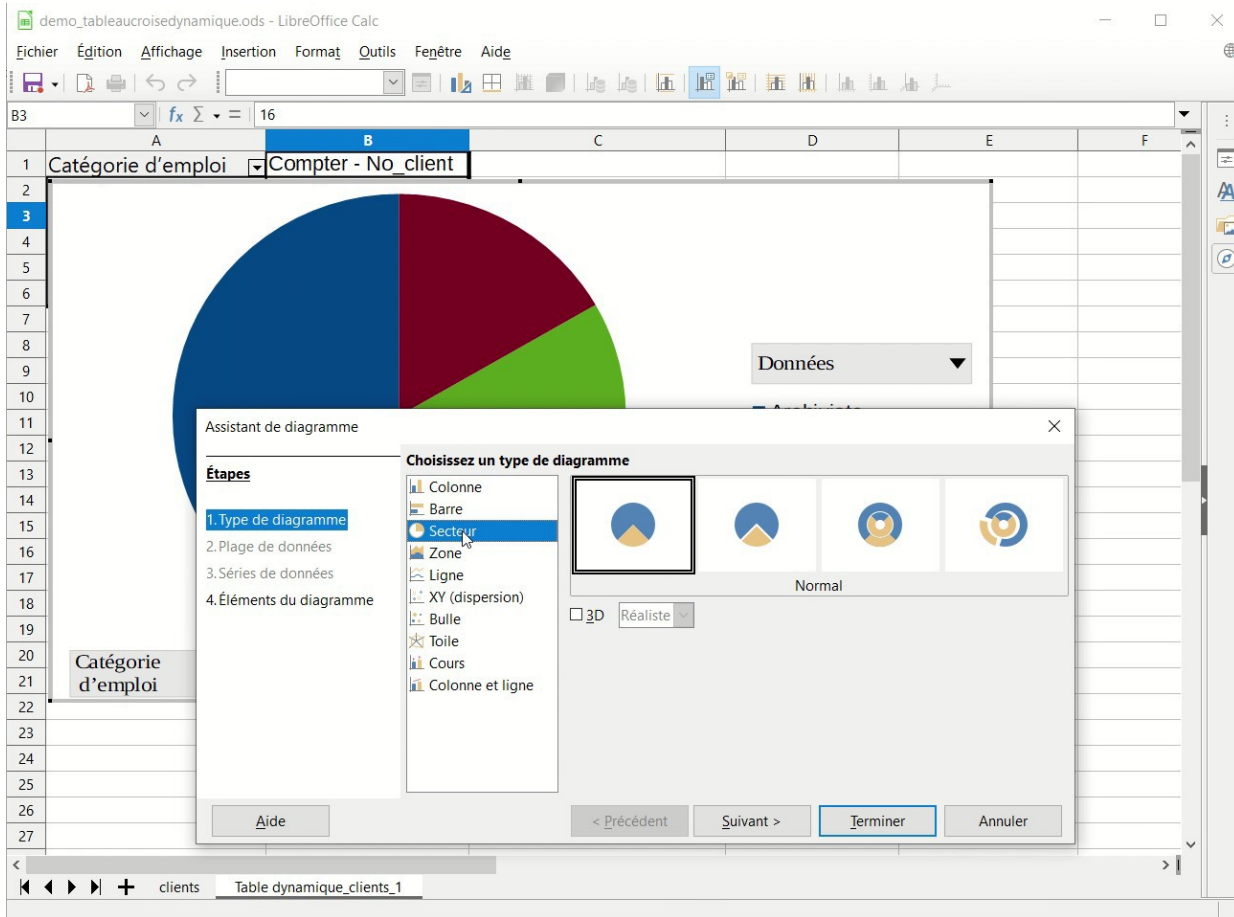 demo_tableaucroisedynamique.ods - LibreOffice Calc
Fichier Édition Affichage Insertion Format Outils Fenêtre Aide
B3 fx Σ = 16
A B C D E F
1 Catégorie d'emploi Compter - No_client
2
3
4
5
6
7
8
9
10
11
12
13
14
15
16
17
18
19
20
21
22
23
24
25
26
27
Données
Archiviste
Catégorie
d'emploi
Assistant de diagramme
Étapes
1. Type de diagramme
2. Plage de données
3. Séries de données
4. Éléments du diagramme
Choisissez un type de diagramme
Colonne
Barre
Secteur
Zone
Ligne
XY (dispersion)
Bulle
Toile
Cours
Colonne et ligne
Normal
3D Réaliste
Aide < Précédent Suivant > Terminer Annuler
clients Table dynamique_clients_1